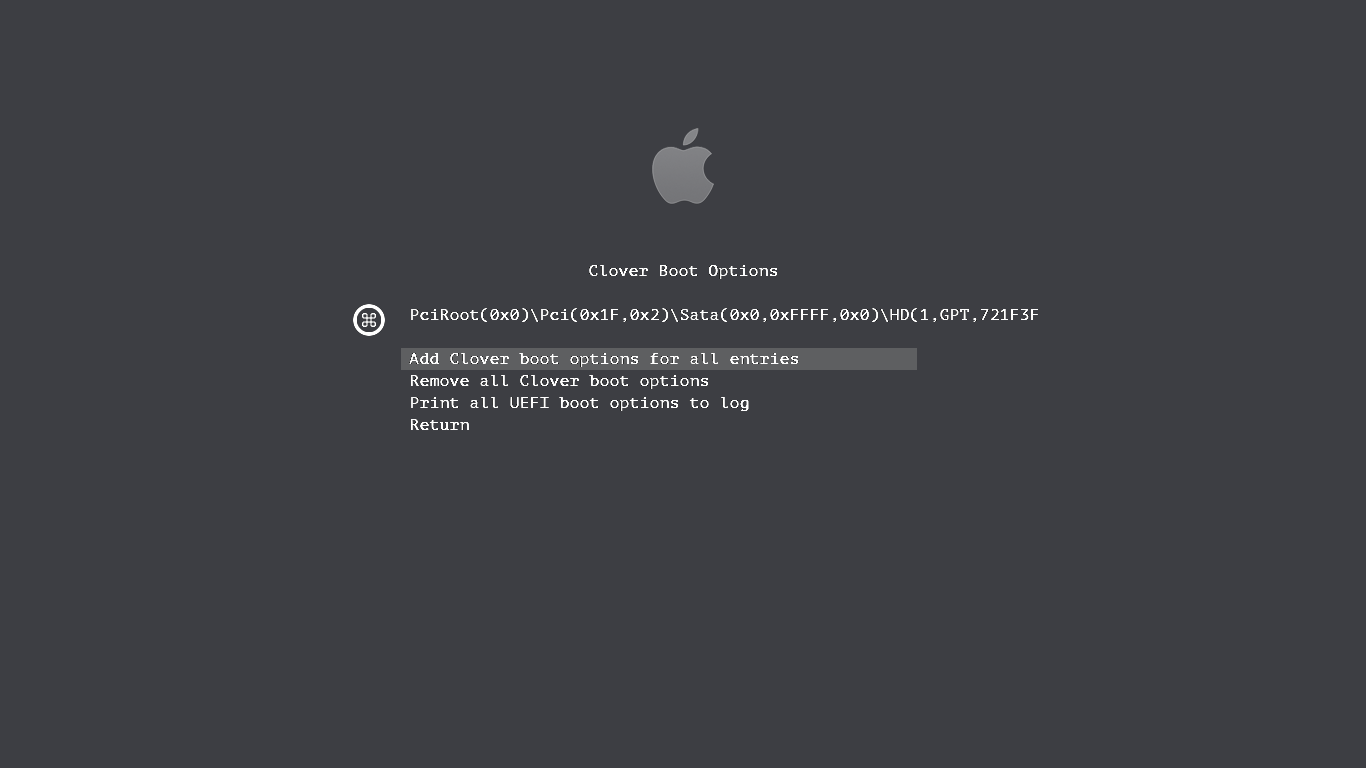 Clover Boot Options
PciRoot(0x0)\Pci(0x1F,0x2)\Sata(0x0,0xFFFF,0x0)\HD(1,GPT,721F3F
Add Clover boot options for all entries
Remove all Clover boot options
Print all UEFI boot options to log
Return